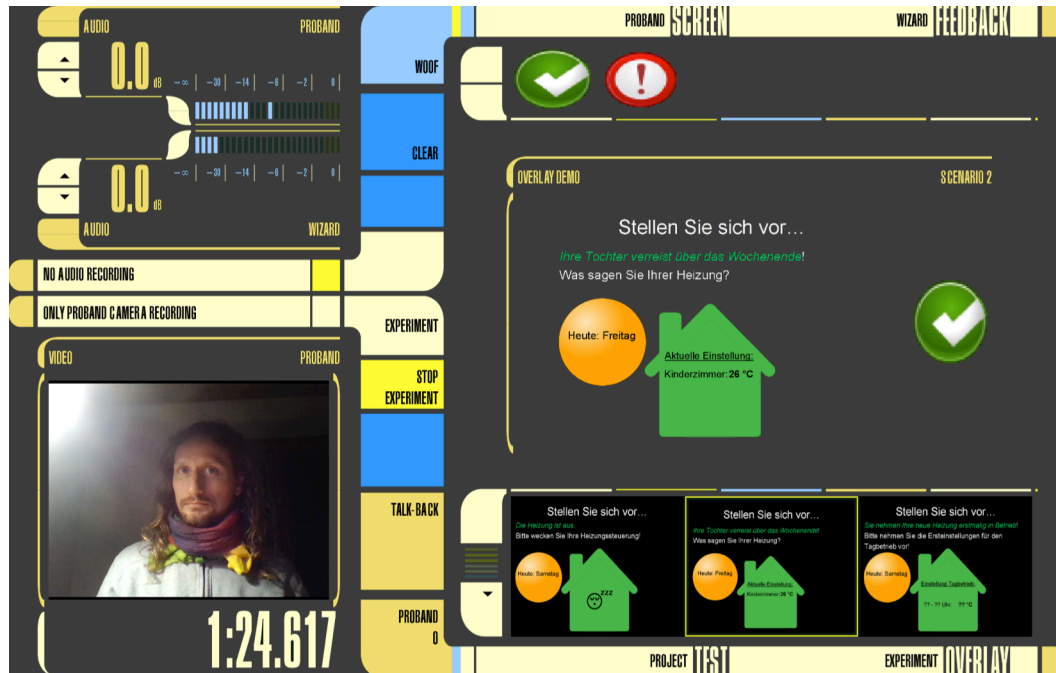 AUDIO PROBAND
0.0 dB
-∞ -30 -14 -6 -2 0
-∞ -30 -14 -6 -2 0
0.0 dB
AUDIO WIZARD
NO AUDIO RECORDING
ONLY PROBAND CAMERA RECORDING
VIDEO PROBAND
1:24.617
WOOF
CLEAR
EXPERIMENT
STOP
EXPERIMENT
TALK-BACK
PROBAND
0
PROBAND SCREEN
WIZARD FEEDBACK
OVERLAY DEMO
SCENARIO 2
Stellen Sie sich vor...
Ihre Tochter verreist über das Wochenende!
Was sagen Sie Ihrer Heizung?
Heute: Freitag
Aktuelle Einstellung:
Kinderzimmer: 26 °C
Stellen Sie sich vor...
Die Heizung ist aus.
Bitte wecken Sie Ihre Heizungssteuerung!
Heute: Samstag
zzz
Stellen Sie sich vor...
Ihre Tochter verreist über das Wochenende!
Was sagen Sie Ihrer Heizung?
Heute: Freitag
Aktuelle Einstellung:
Kinderzimmer: 26 °C
Stellen Sie sich vor...
Sie nehmen Ihre neue Heizung erstmalig in Betrieb!
Bitte nehmen Sie die Ersteinstellungen für den
Tagbetrieb vor!
Heute: Samstag
Einstellung Tagbetrieb:
?? - ?? Uhr: ?? °C
PROJECT TEST
EXPERIMENT OVERLAY